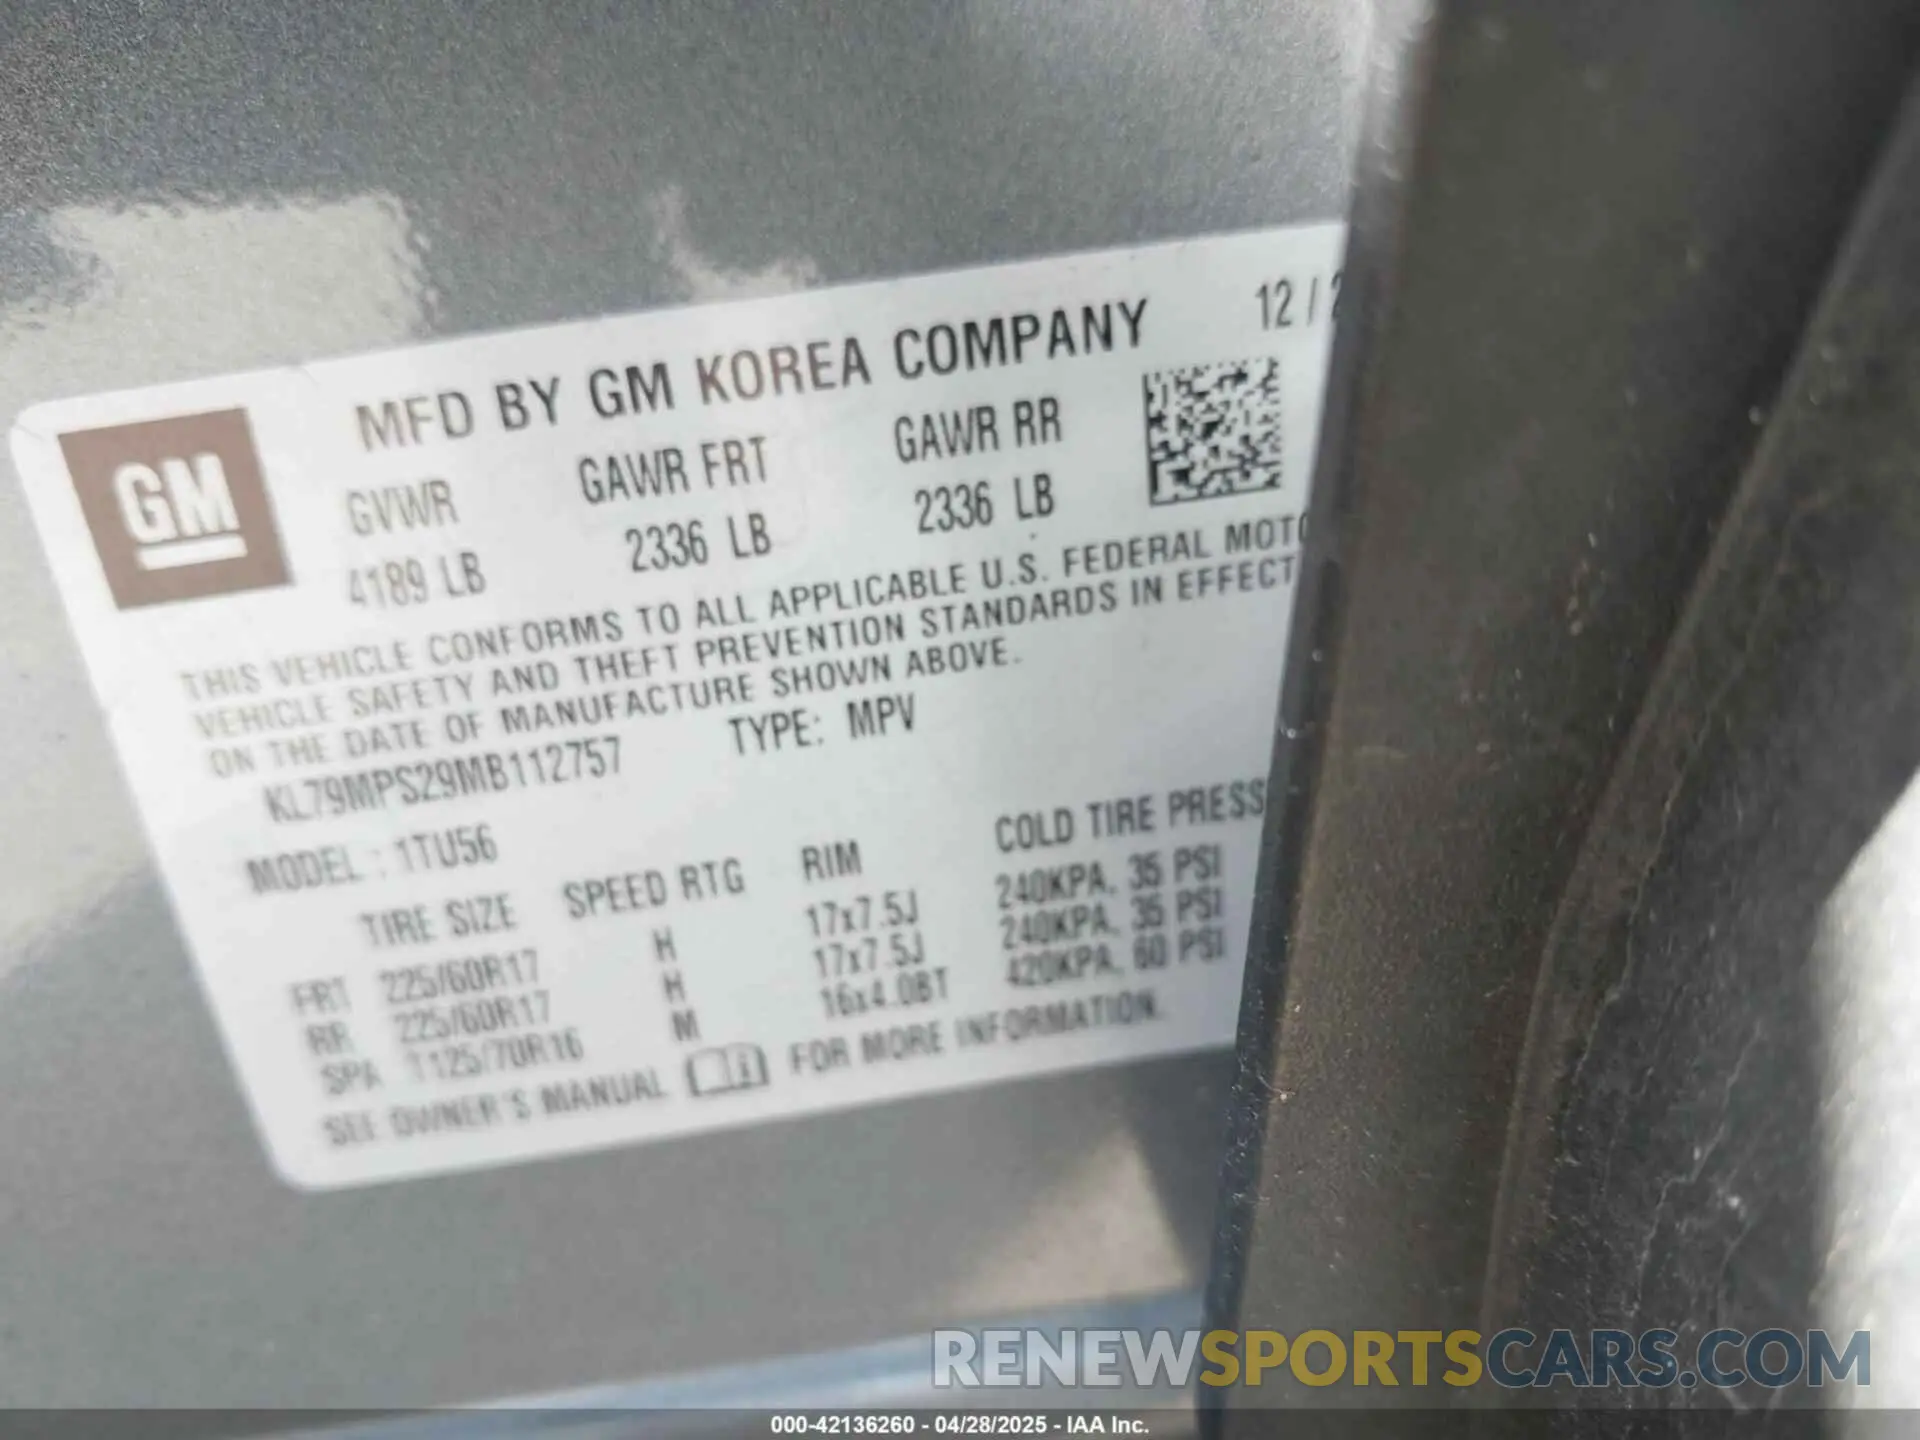 MFD BY GM KOREA COMPANY 12 / 2
GM
GVWR GAWR FRT GAWR RR
4189 LB 2336 LB 2336 LB
THIS VEHICLE CONFORMS TO ALL APPLICABLE U.S. FEDERAL MOTO
VEHICLE SAFETY AND THEFT PREVENTION STANDARDS IN EFFECT
ON THE DATE OF MANUFACTURE SHOWN ABOVE.
KL79MPS29MB112757 TYPE: MPV
MODEL : 1TU56
TIRE SIZE SPEED RTG RIM COLD TIRE PRESS
FRT 225/60R17 H 17x7.5J 240KPA, 35 PSI
RR 225/60R17 H 17x7.5J 240KPA, 35 PSI
SPA T125/70R16 M 16x4.0BT 420KPA, 60 PSI
SEE OWNER'S MANUAL FOR MORE INFORMATION.
RENEWSPORTSCARS.COM
000-42136260 - 04/28/2025 - IAA Inc.